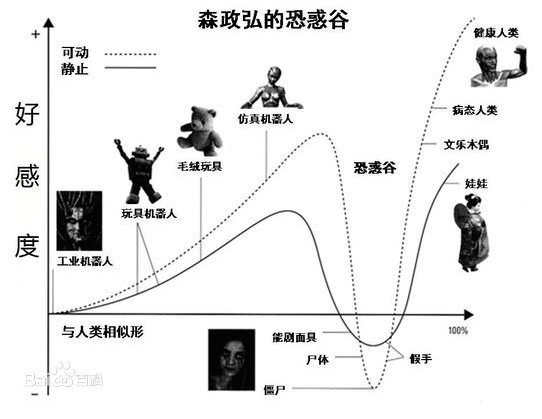 森政弘的恐惑谷
+
可动
静止
好感度
健康人类
病态人类
文乐木偶
娃娃
仿真机器人
恐惑谷
毛绒玩具
玩具机器人
工业机器人
与人类相似形
100%
能剧面具
尸体
假手
僵尸
-
Baidu百科